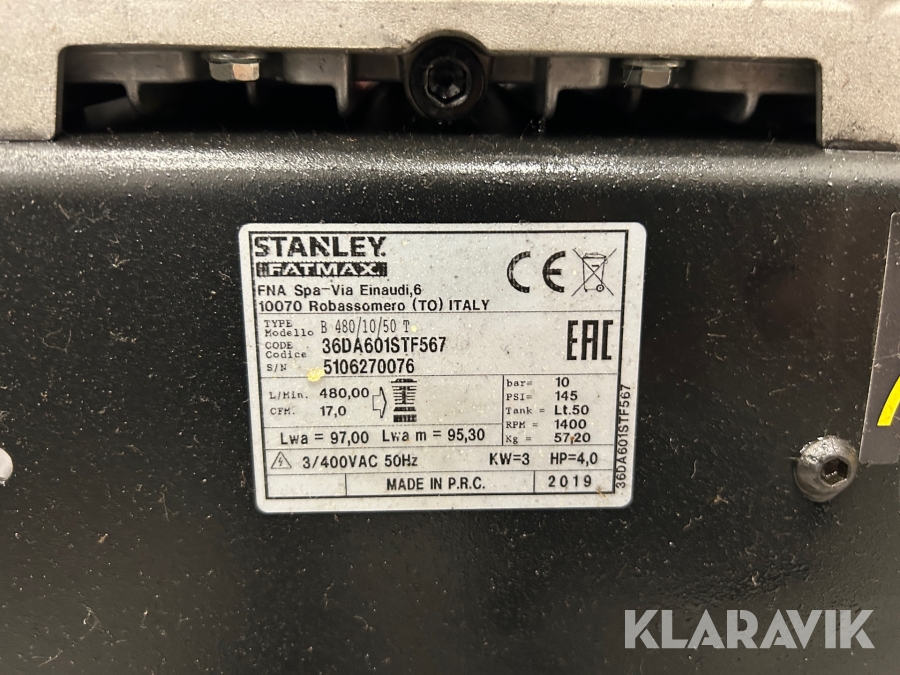 STANLEY.
FATMAX
FNA Spa-Via Einaudi,6
10070 Robassomero (TO) ITALY
CE
TYPE
Modello
B 480/10/50 T
CODE
Codice
36DA601STF567
S/N
5106270076
EAC
L/Min. 480,00
CFM. 17,0
bar= 10
PSI= 145
Tank= Lt.50
RPM = 1400
Kg = 57,20
Lwa = 97,00 Lwa m = 95,30
3/400VAC 50Hz KW=3 HP=4,0
MADE IN P.R.C. 2019
36DA601STF567
KLARAVIK